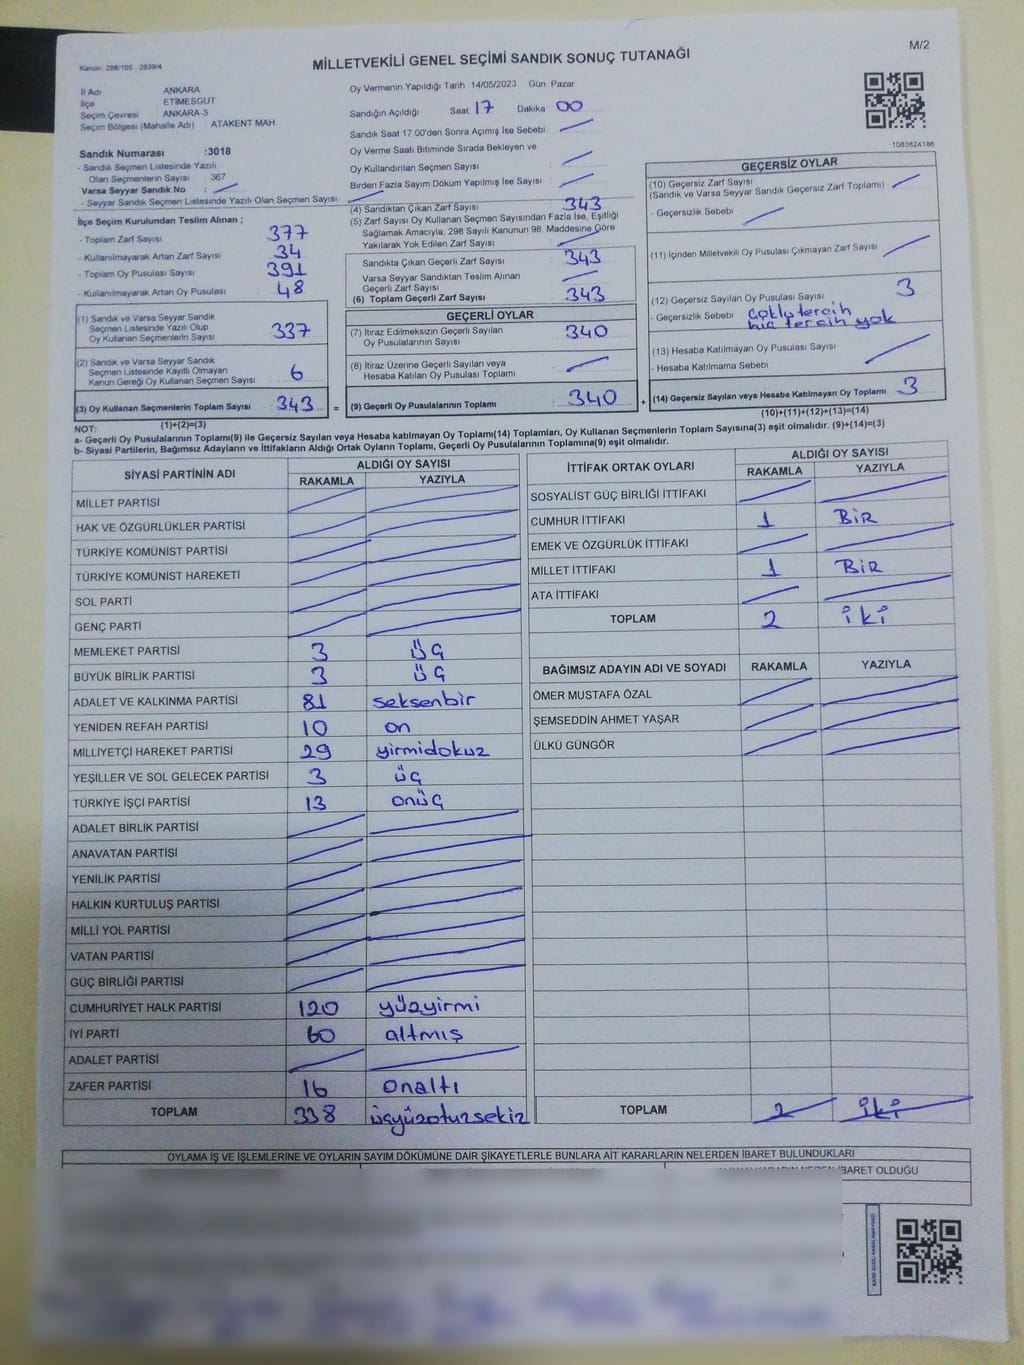 Kanun: 298/105 , 2839/4
M/2
MİLLETVEKİLİ GENEL SEÇİMİ SANDIK SONUÇ TUTANAĞI
İl Adı ANKARA
İlçe ETİMESGUT
Seçim Çevresi ANKARA-3
Seçim Bölgesi (Mahalle Adı) ATAKENT MAH
Sandık Numarası :3018
- Sandık Seçmen Listesinde Yazılı
Olan Seçmenlerin Sayısı 367
Varsa Seyyar Sandık No :
- Seyyar Sandık Seçmen Listesinde Yazılı Olan Seçmen Sayısı
İlçe Seçim Kurulundan Teslim Alınan ;
- Toplam Zarf Sayısı 377
- Kullanılmayarak Artan Zarf Sayısı 34
- Toplam Oy Pusulası Sayısı 391
- Kullanılmayarak Artan Oy Pusulası 48
(1) Sandık ve Varsa Seyyar Sandık
Seçmen Listesinde Yazılı Olup
Oy Kullanan Seçmenlerin Sayısı 337
(2) Sandık ve Varsa Seyyar Sandık
Seçmen Listesinde Kayıtlı Olmayan
Kanun Gereği Oy Kullanan Seçmen Sayısı 6
(3) Oy Kullanan Seçmenlerin Toplam Sayısı 343 =
(1)+(2)=(3)
Oy Vermenin Yapıldığı Tarih 14/05/2023 Gün Pazar
Sandığın Açıldığı Saat 17 Dakika 00
Sandık Saat 17 00'den Sonra Açımış İse Sebebi
Oy Verme Saati Bitiminde Sırada Bekleyen ve
Oy Kullandırılan Seçmen Sayısı
Birden Fazla Sayım Döküm Yapılmış İse Sayısı
(4) Sandıktan Çıkan Zarf Sayısı 343
(5) Zarf Sayısı Oy Kullanan Seçmen Sayısından Fazla İse, Eşitliği
Sağlamak Amacıyla, 298 Sayılı Kanunun 98. Maddesine Göre
Yakılarak Yok Edilen Zarf Sayısı
Sandıkta Çıkan Geçerli Zarf Sayısı 343
Varsa Seyyar Sandıktan Teslim Alınan
Geçerli Zarf Sayısı
(6) Toplam Geçerli Zarf Sayısı 343
GEÇERLİ OYLAR
(7) İtiraz Edilmeksizin Geçerli Sayılan
Oy Pusulalarının Sayısı 340
(8) İtiraz Üzerine Geçerli Sayılan veya
Hesaba Katılan Oy Pusulası Toplamı
(9) Geçerli Oy Pusulalarının Toplamı 340 +
1083624186
GEÇERSİZ OYLAR
(10) Geçersiz Zarf Sayısı
(Sandık ve Varsa Seyyar Sandık Geçersiz Zarf Toplamı)
- Geçersizlik Sebebi
(11) İçinden Milletvekili Oy Pusulası Çıkmayan Zarf Sayısı
(12) Geçersiz Sayılan Oy Pusulası Sayısı 3
- Geçersizlik Sebebi çoklu tercih
hiç tercih yok
(13) Hesaba Katılmayan Oy Pusulası Sayısı
- Hesaba Katılmama Sebebi
(14) Geçersiz Sayılan veya Hesaba Katılmayan Oy Toplamı 3
(10)+(11)+(12)+(13)=(14)
NOT:
a- Geçerli Oy Pusulalarının Toplamı(9) ile Geçersiz Sayılan veya Hesaba katılmayan Oy Toplamı(14) Toplamları, Oy Kullanan Seçmenlerin Toplam Sayısına(3) eşit olmalıdır. (9)+(14)=(3)
b- Siyasi Partilerin, Bağımsız Adayların ve İttifakların Aldığı Ortak Oyların Toplamı, Geçerli Oy Pusulalarının Toplamına(9) eşit olmalıdır.
SİYASİ PARTİNİN ADI ALDIĞI OY SAYISI
RAKAMLA YAZIYLA
MİLLET PARTİSİ
HAK VE ÖZGÜRLÜKLER PARTİSİ
TÜRKİYE KOMÜNİST PARTİSİ
TÜRKİYE KOMÜNİST HAREKETİ
SOL PARTİ
GENÇ PARTİ
MEMLEKET PARTİSİ 3 üç
BÜYÜK BİRLİK PARTİSİ 3 üç
ADALET VE KALKINMA PARTİSİ 81 seksenbir
YENİDEN REFAH PARTİSİ 10 on
MİLLİYETÇİ HAREKET PARTİSİ 29 yirmidokuz
YEŞİLLER VE SOL GELECEK PARTİSİ 3 üç
TÜRKİYE İŞÇİ PARTİSİ 13 onüç
ADALET BİRLİK PARTİSİ
ANAVATAN PARTİSİ
YENİLİK PARTİSİ
HALKIN KURTULUŞ PARTİSİ
MİLLİ YOL PARTİSİ
VATAN PARTİSİ
GÜÇ BİRLİĞİ PARTİSİ
CUMHURİYET HALK PARTİSİ 120 yüzyirmi
İYİ PARTİ 60 altmış
ADALET PARTİSİ
ZAFER PARTİSİ 16 onaltı
TOPLAM 338 üçyüzotuzsekiz
İTTİFAK ORTAK OYLARI ALDIĞI OY SAYISI
RAKAMLA YAZIYLA
SOSYALİST GÜÇ BİRLİĞİ İTTİFAKI
CUMHUR İTTİFAKI 1 BİR
EMEK VE ÖZGÜRLÜK İTTİFAKI
MİLLET İTTİFAKI 1 BİR
ATA İTTİFAKI
TOPLAM 2 iki
BAĞIMSIZ ADAYIN ADI VE SOYADI RAKAMLA YAZIYLA
ÖMER MUSTAFA ÖZAL
ŞEMSEDDİN AHMET YAŞAR
ÜLKÜ GÜNGÖR
TOPLAM 2 iki
OYLAMA İŞ VE İŞLEMLERİNE VE OYLARIN SAYIM DÖKÜMÜNE DAİR ŞİKAYETLERLE BUNLARA AİT KARARLARIN NELERDEN İBARET BULUNDUKLARI
İBARET OLDUĞU